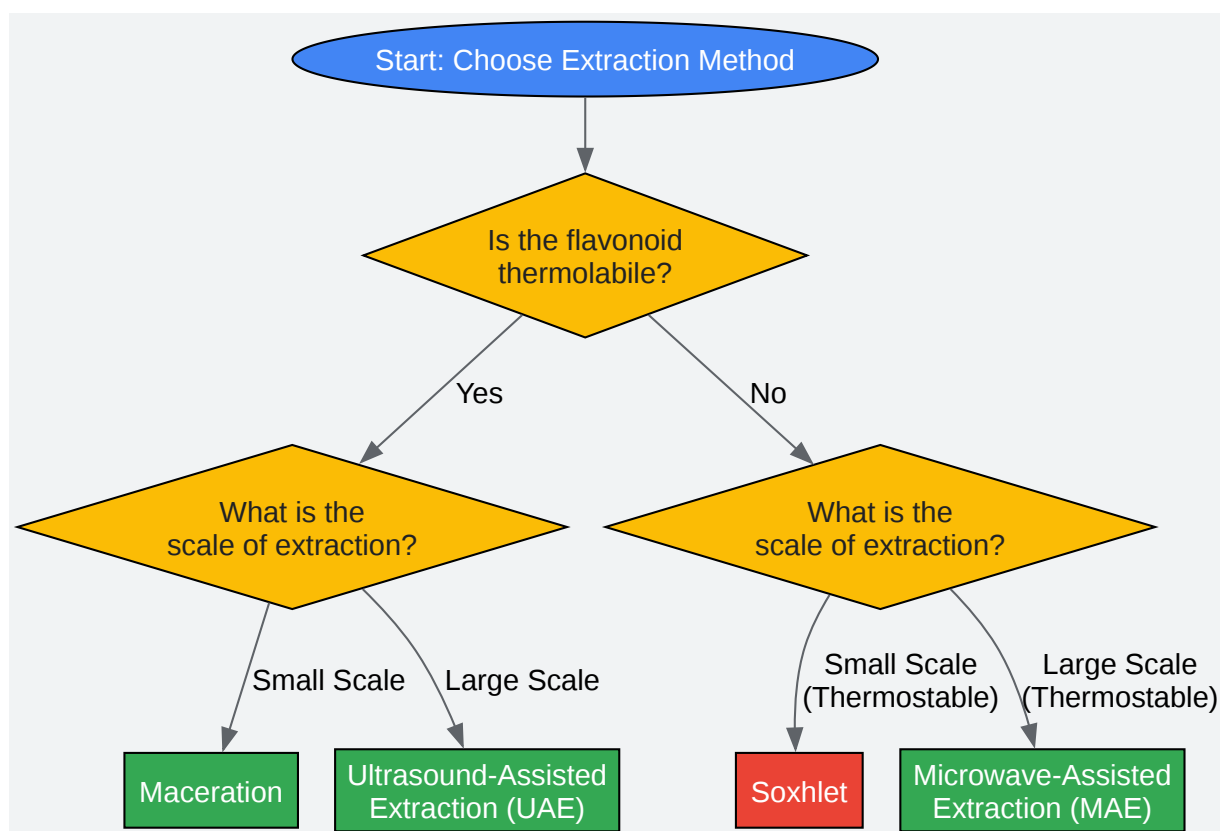 Start: Choose Extraction Method
Is the flavonoid
thermolabile?
Yes
No
What is the
scale of extraction?
What is the
scale of extraction?
Small Scale
Large Scale
Small Scale
(Thermostable)
Large Scale
(Thermostable)
Maceration
Ultrasound-Assisted
Extraction (UAE)
Soxhlet
Microwave-Assisted
Extraction (MAE)